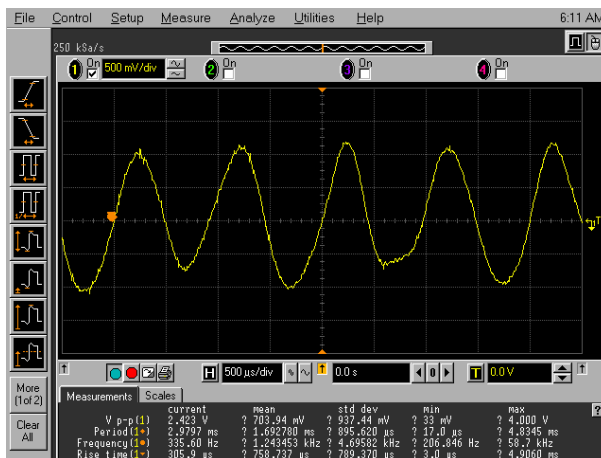 File Control Setup Measure Analyze Utilities Help 6:11 AM
250 kSa/s
1 On 500 mV/div 2 On 3 On 4 On
T
More
(1 of 2)
Clear
All
H 500 µs/div 0.0 s 0 T 0.0 V
Measurements Scales ?
current mean std dev min max
V p-p(1) 2.423 V ? 703.94 mV ? 937.44 mV ? 33 mV ? 4.000 V
Period(1) 2.9797 ms ? 1.692780 ms ? 895.620 µs ? 17.0 µs ? 4.8345 ms
Frequency(1) 335.60 Hz ? 1.243453 kHz ? 4.69582 kHz ? 206.846 Hz ? 58.7 kHz
Rise time(1) 305.9 µs ? 758.737 µs ? 789.370 µs ? 3.0 µs ? 4.9060 ms